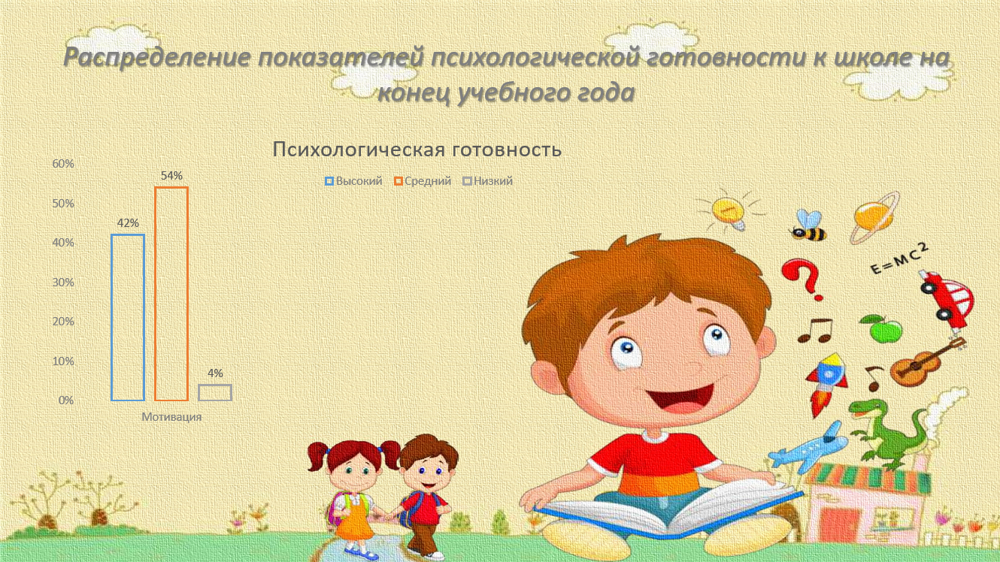 Распределение показателей психологической готовности к школе на
конец учебного года
Психологическая готовность
Высокий Средний Низкий
60%
50%
40%
30%
20%
10%
0%
42%
54%
4%
Мотивация
E=MC2